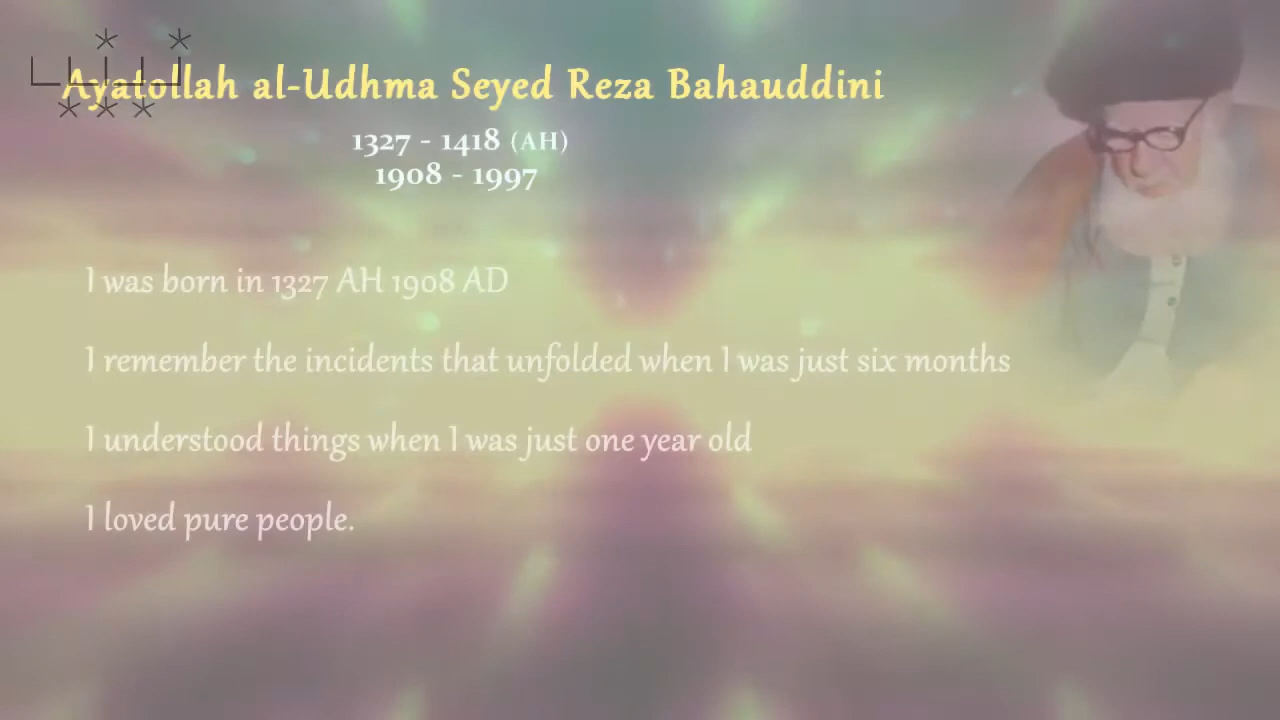 Ayatollah al-Udhma Seyed Reza Bahauddini
1327 - 1418 (AH)
1908 - 1997
I was born in 1327 AH 1908 AD
I remember the incidents that unfolded when I was just six months
I understood things when I was just one year old
I loved pure people.